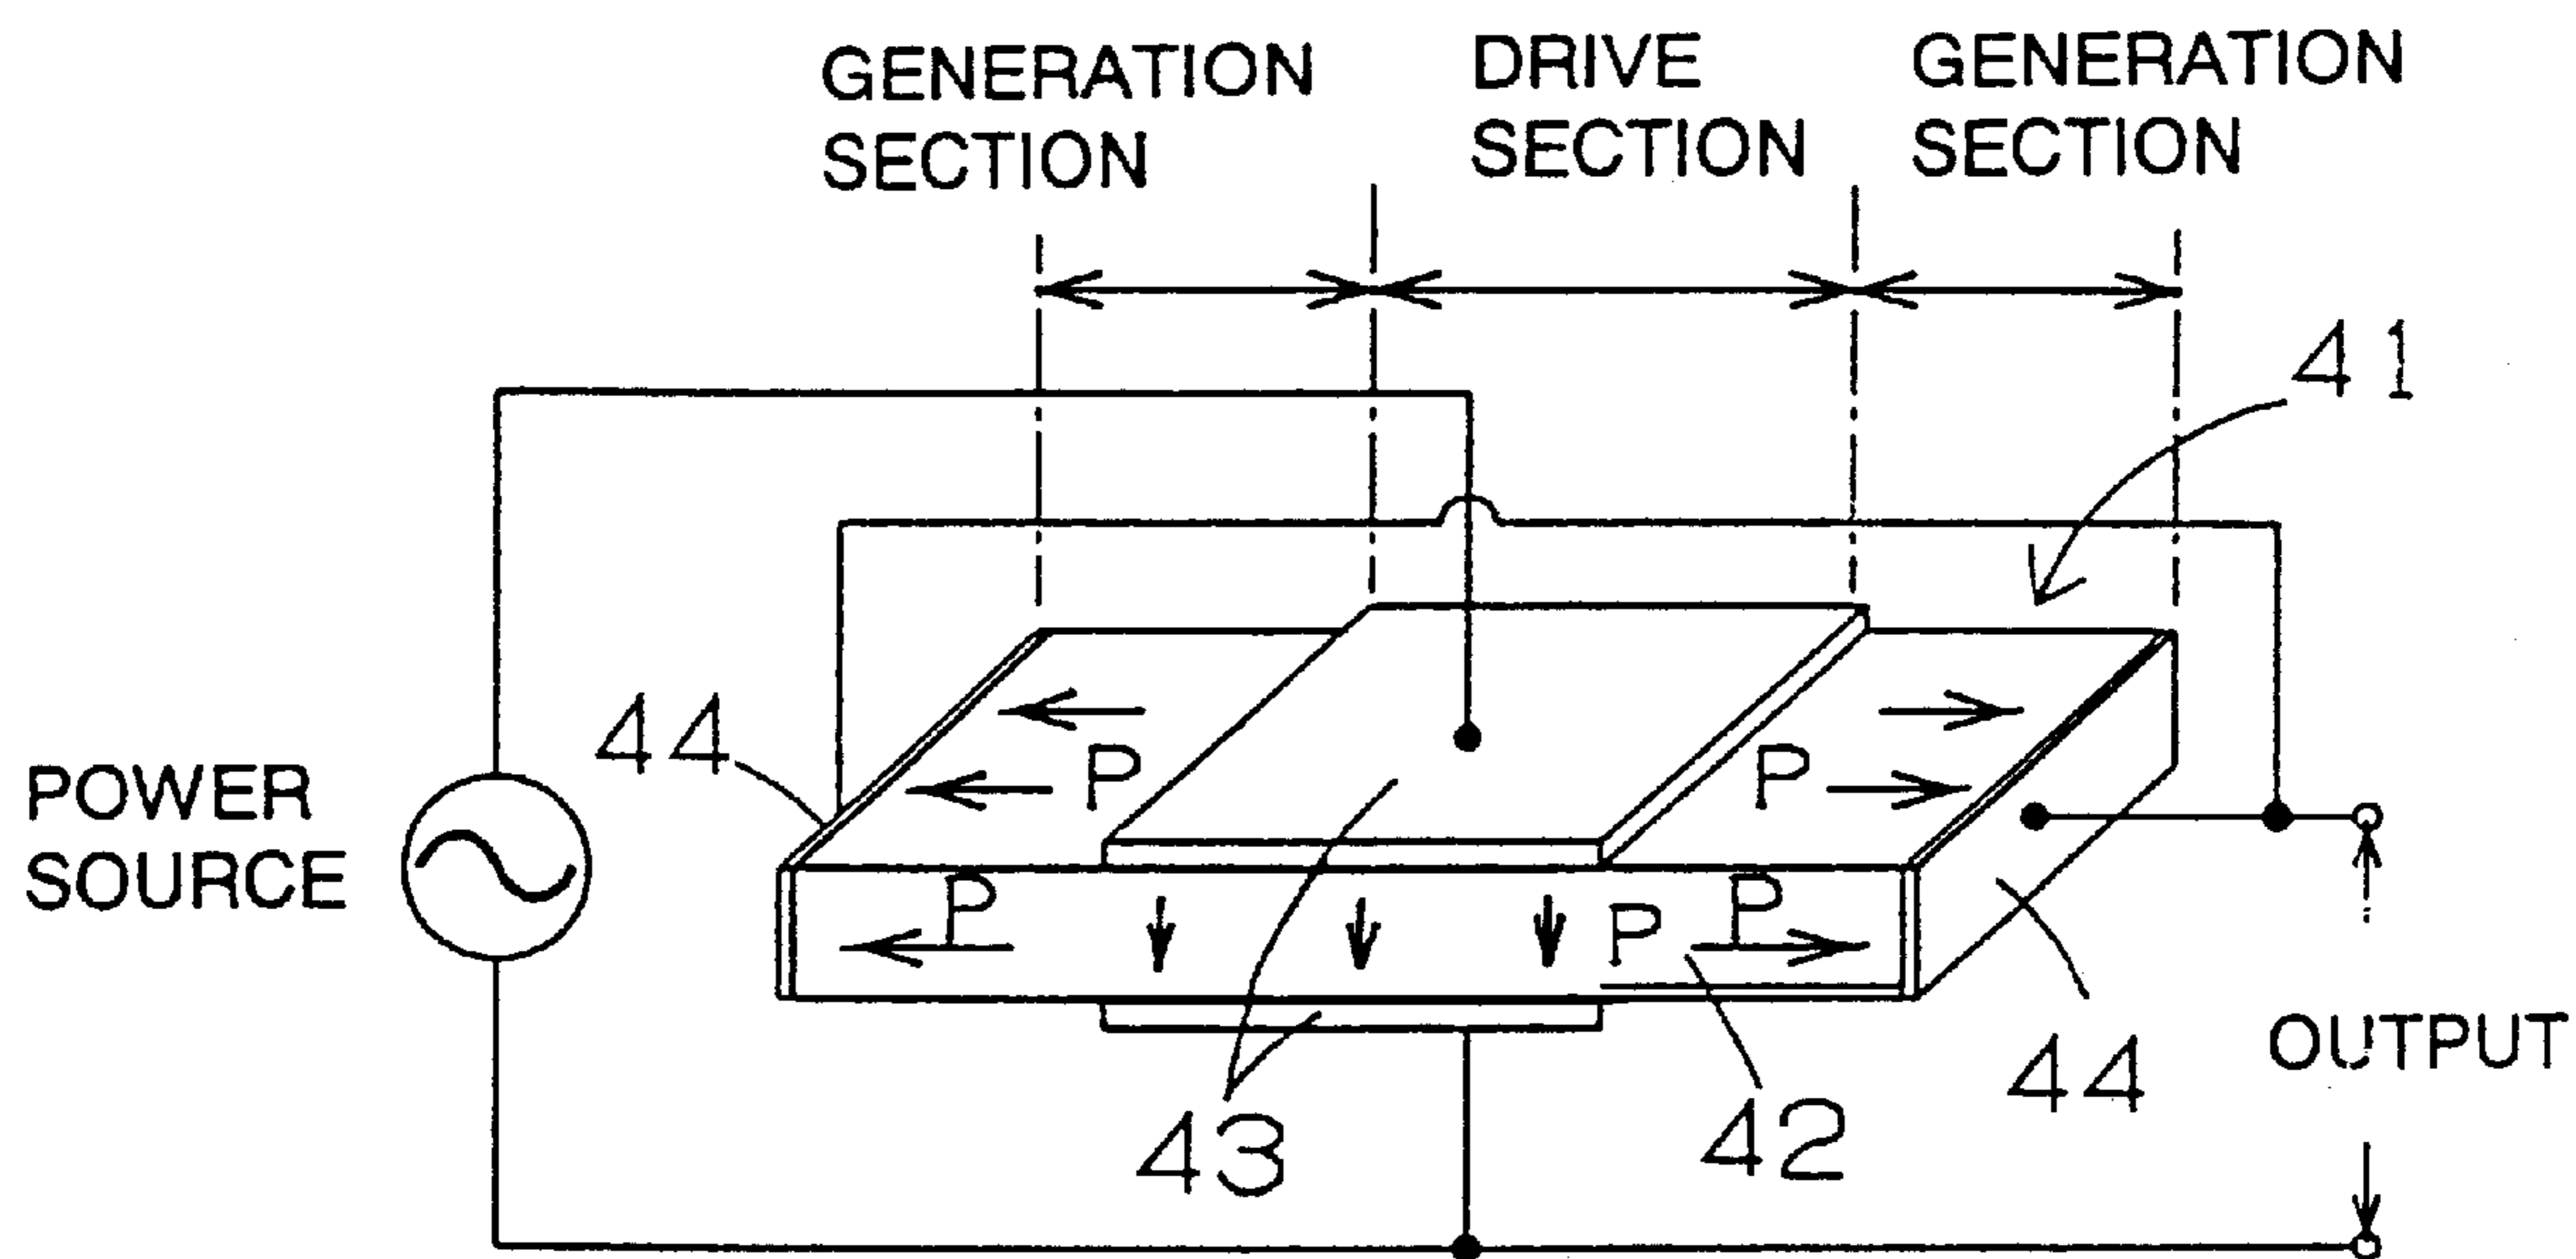 GENERATION
SECTION
DRIVE
SECTION
GENERATION
SECTION
41
44
POWER
SOURCE
P
P
P
P
P
43
42
44
OUTPUT